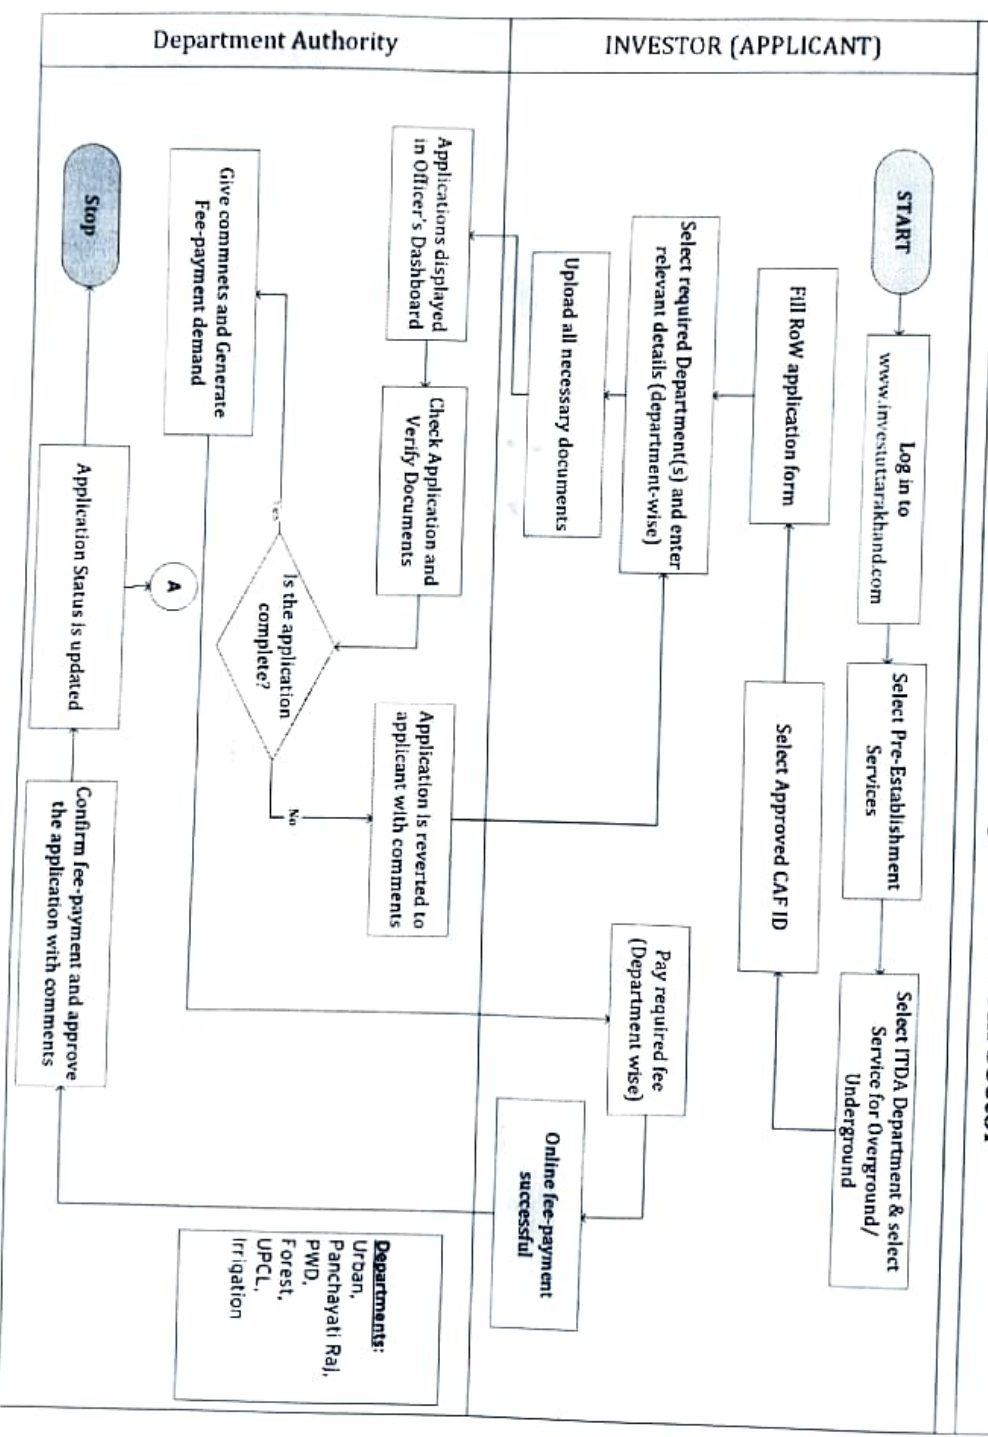 INVESTOR (APPLICANT)
START
Log in to
www.investuttarakhand.com
Select Pre-Establishment
Services
Select ITDA Department & select
Service for Overground/
Underground
Select Approved CAF ID
Fill RoW application form
Select required Department(s) and enter
relevant details (department-wise)
Upload all necessary documents
Pay required fee
(Department wise)
Online fee-payment
successful
Department Authority
Applications displayed
in Officer's Dashboard
Check Application and
Verify Documents
Is the application
complete?
Yes
No
Application is reverted to
applicant with comments
Give commnets and Generate
Fee-payment demand
Confirm fee-payment and approve
the application with comments
Application Status is updated
A
Stop
Departments:
Urban,
Panchayati Raj,
PWD,
Forest,
UPCL,
Irrigation